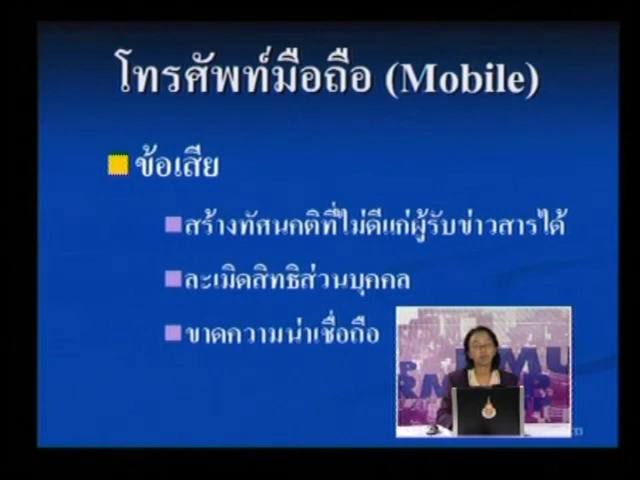 โทรศัพท์มือถือ (Mobile)
ข้อเสีย
สร้างทัศนคติที่ไม่ดีแก่ผู้รับข่าวสารได้
ละเมิดสิทธิส่วนบุคคล
ขาดความน่าเชื่อถือ